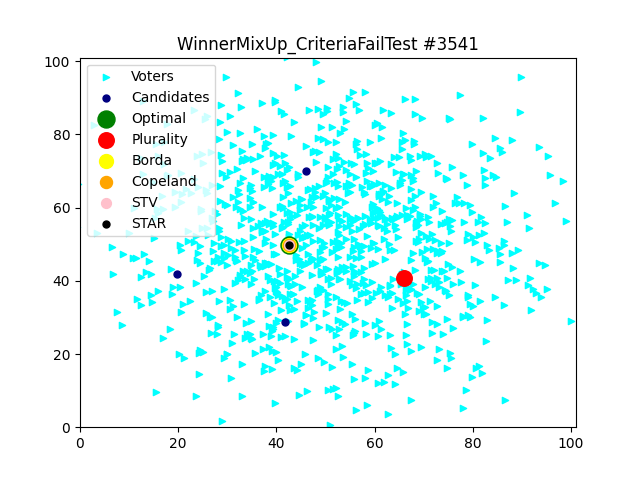 WinnerMixUp_CriteriaFailTest #3541
Voters
Candidates
Optimal
Plurality
Borda
Copeland
STV
STAR
100
80
60
40
20
0
0 20 40 60 80 100